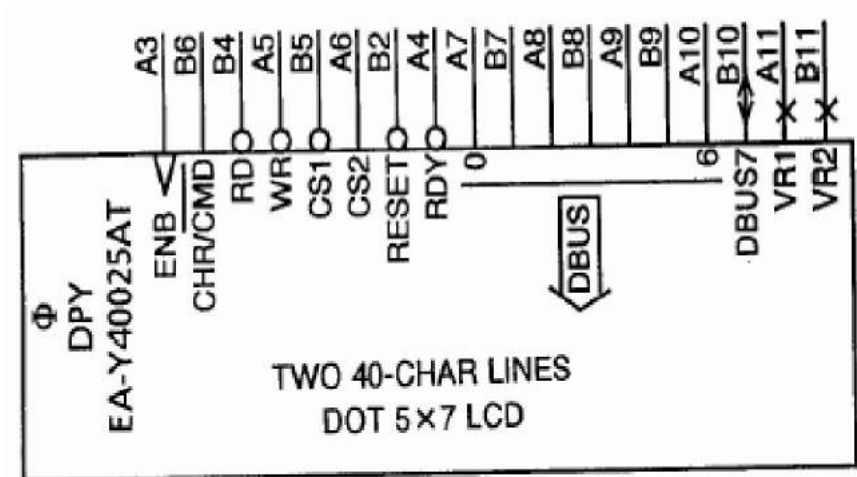 A3 B6 B4 A5 B5 A6 B2 A4 A7 B7 A8 B8 A9 B9 A10 B10 A11 B11
ENB CHR/CMD RD WR CS1 CS2 RESET RDY 0 6 DBUS7 VR1 VR2
DBUS
Φ
DPY
EA-Y40025AT
TWO 40-CHAR LINES
DOT 5×7 LCD